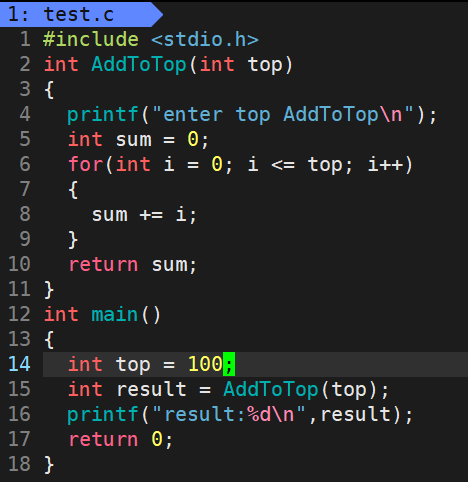 1: test.c
1 #include <stdio.h>
2 int AddToTop(int top)
3 {
4   printf("enter top AddToTop\n");
5   int sum = 0;
6   for(int i = 0; i <= top; i++)
7   {
8     sum += i;
9   }
10   return sum;
11 }
12 int main()
13 {
14   int top = 100;
15   int result = AddToTop(top);
16   printf("result:%d\n",result);
17   return 0;
18 }